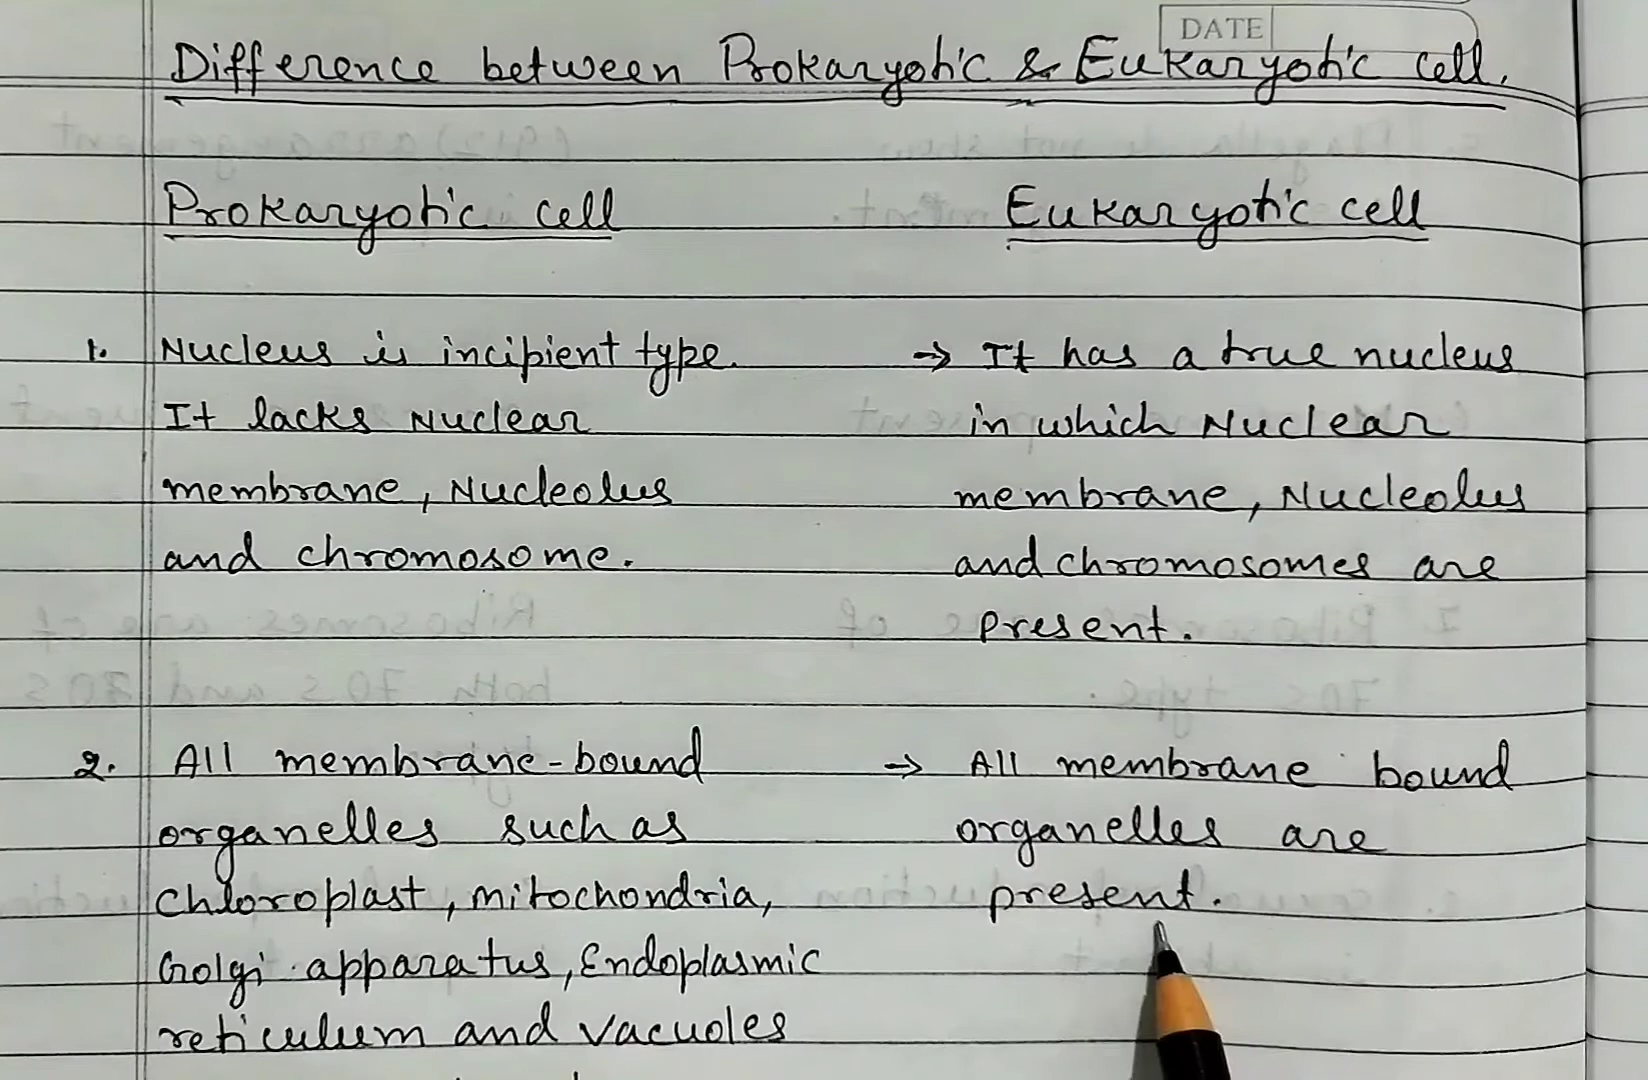 DATE
Difference between Prokaryotic & Eukaryotic cell.
Prokaryotic cell
Eukaryotic cell
1. Nucleus is incipient type.
It lacks Nuclear
membrane, Nucleolus
and chromosome.
→ It has a true nucleus
in which Nuclear
membrane, Nucleolus
and chromosomes are
present.
2. All membrane-bound
organelles such as
chloroplast, mitochondria,
Golgi apparatus, Endoplasmic
reticulum and vacuoles
→ All membrane bound
organelles are
present.